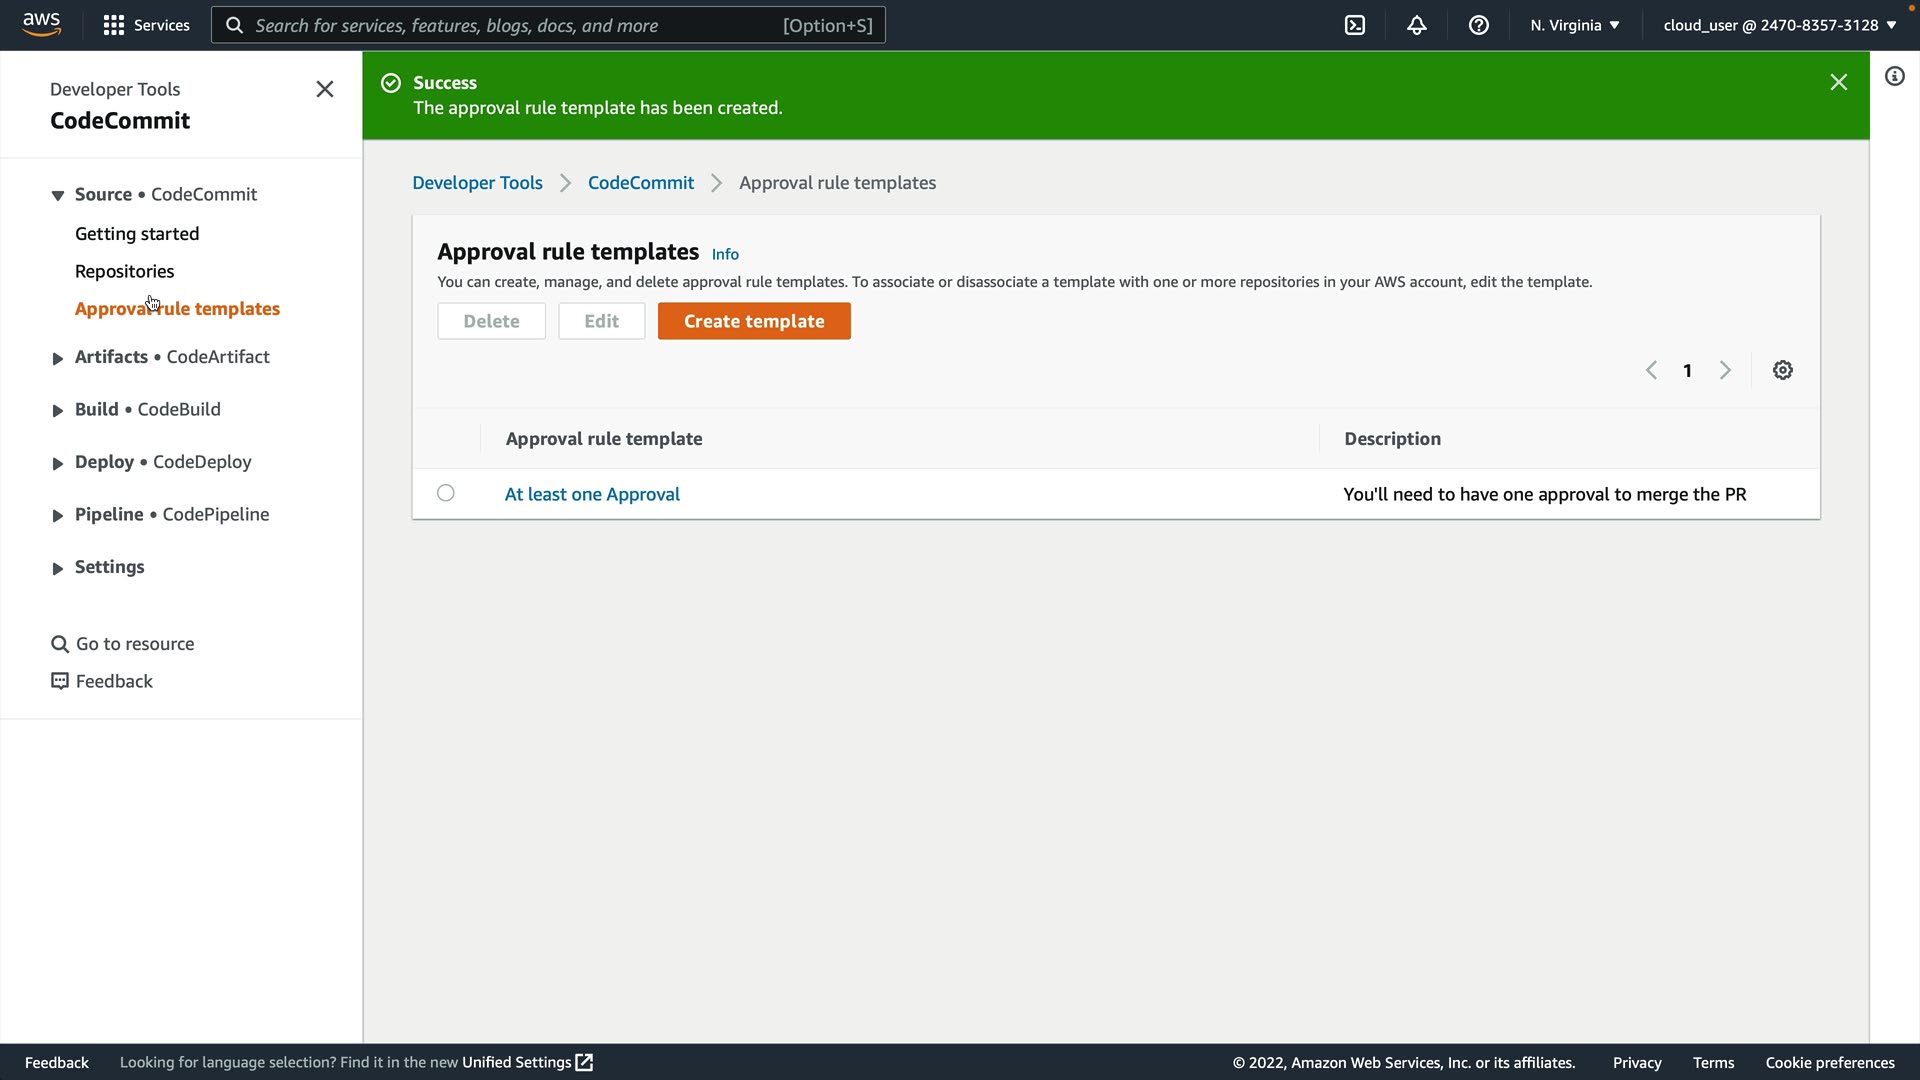 aws
Services
Search for services, features, blogs, docs, and more
[Option+S]
N. Virginia
cloud_user @ 2470-8357-3128
Developer Tools
CodeCommit
Source • CodeCommit
Getting started
Repositories
Approval rule templates
Artifacts • CodeArtifact
Build • CodeBuild
Deploy • CodeDeploy
Pipeline • CodePipeline
Settings
Go to resource
Feedback
Success
The approval rule template has been created.
Developer Tools > CodeCommit > Approval rule templates
Approval rule templates Info
You can create, manage, and delete approval rule templates. To associate or disassociate a template with one or more repositories in your AWS account, edit the template.
Delete
Edit
Create template
1
Approval rule template
Description
At least one Approval
You'll need to have one approval to merge the PR
Feedback
Looking for language selection? Find it in the new Unified Settings
© 2022, Amazon Web Services, Inc. or its affiliates.
Privacy
Terms
Cookie preferences